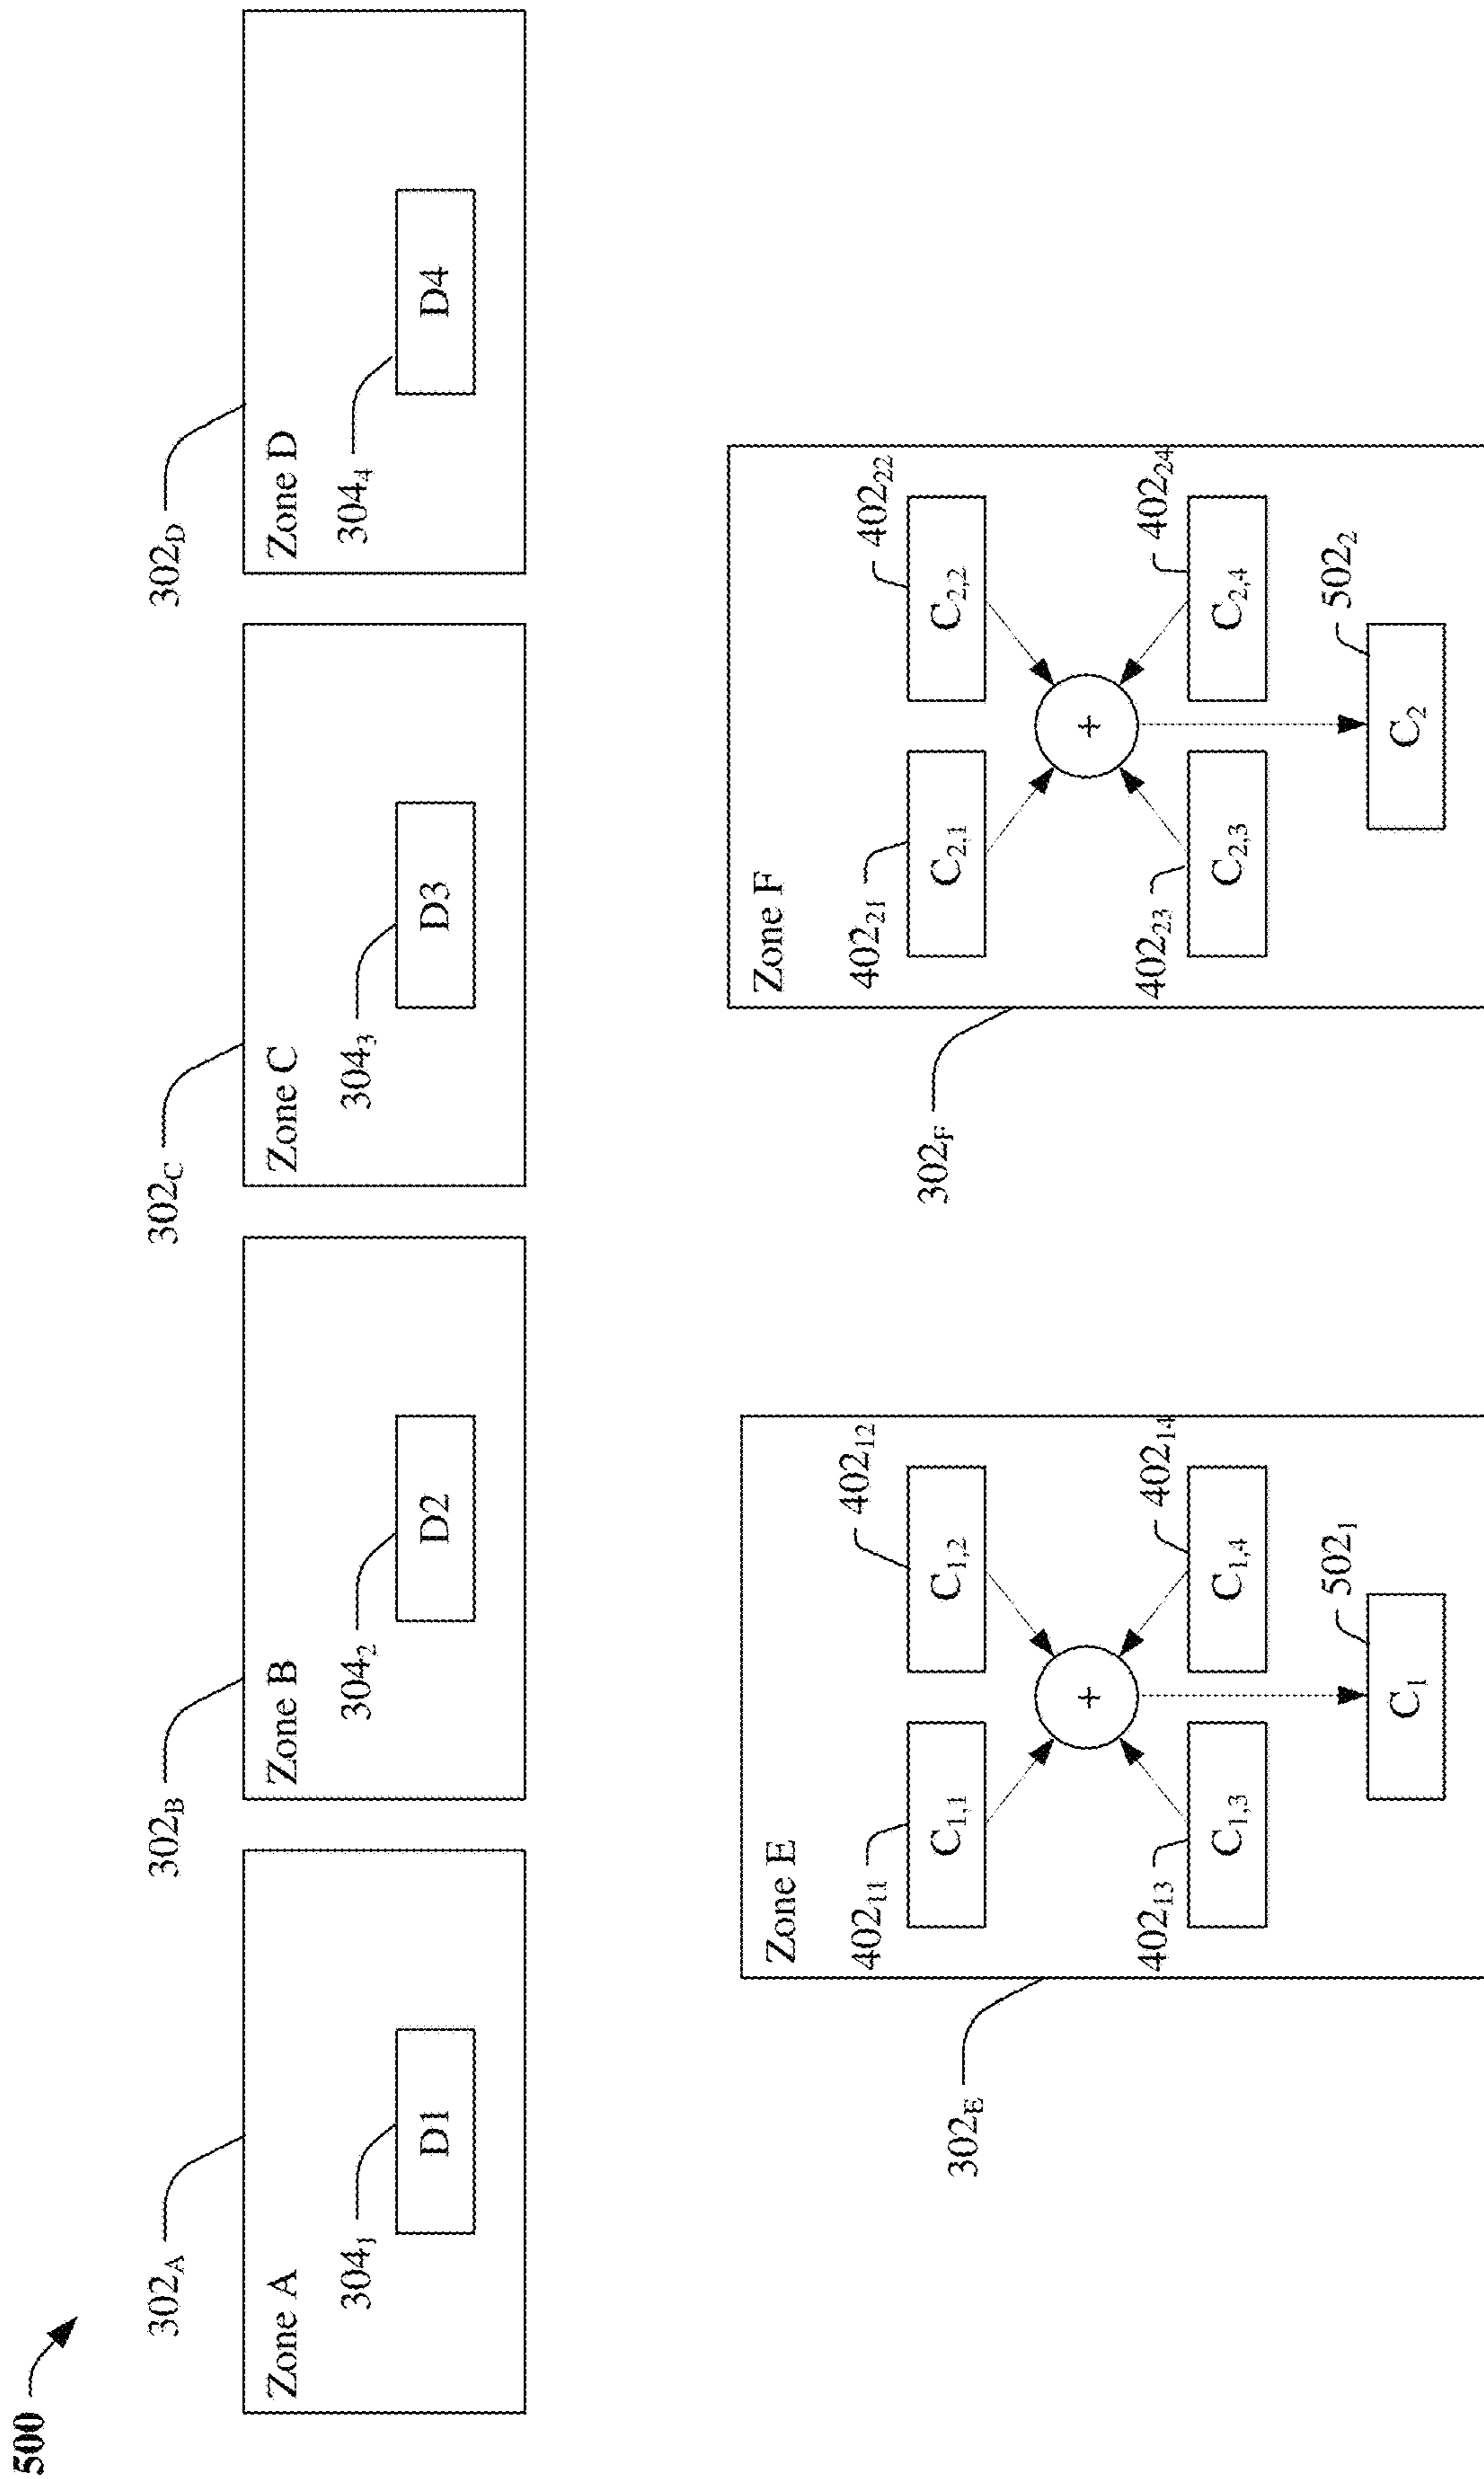 500
302A
302B
302C
302D
Zone A
Zone B
Zone C
Zone D
3041
3042
3043
3044
D1
D2
D3
D4
302E
302F
Zone E
40211
40212
C1,1
C1,2
+
40213
40214
C1,3
C1,4
5021
C1
Zone F
40221
40222
C2,1
C2,2
+
40223
40224
C2,3
C2,4
5022
C2